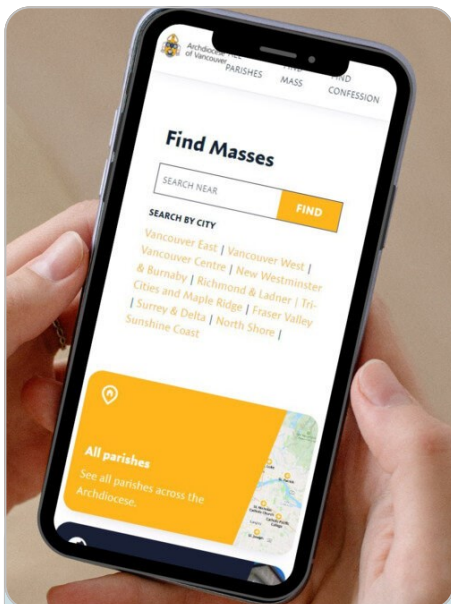 Archdiocese
of Vancouver
PARISHES
MASS
FIND
CONFESSION
Find Masses
SEARCH NEAR
FIND
SEARCH BY CITY
Vancouver East | Vancouver West |
Vancouver Centre | New Westminster
& Burnaby | Richmond & Ladner | Tri-
Cities and Maple Ridge | Fraser Valley
| Surrey & Delta | North Shore |
Sunshine Coast
All parishes
See all parishes across the
Archdiocese.